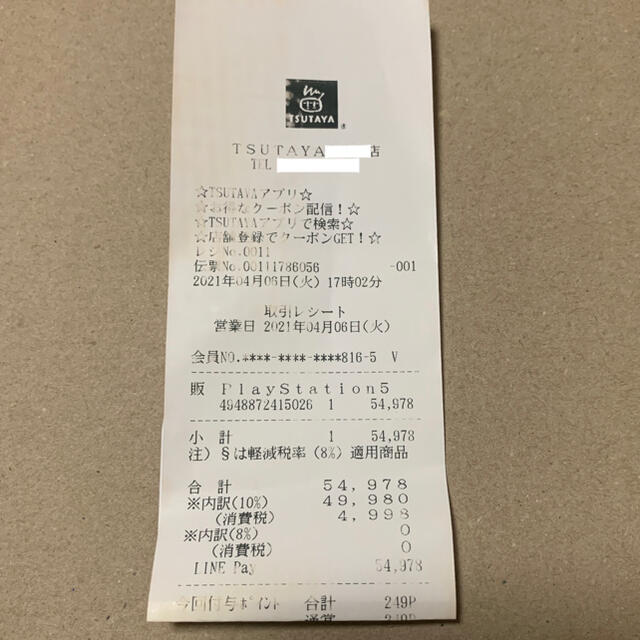 TSUTAYA
TSUTAYA 店
TEL
☆TSUTAYAアプリ☆
☆お得なクーポン配信!☆
☆TSUTAYAアプリで検索☆
☆店舗登録でクーポンGET!☆
レジNo.0011
伝票No.00111786056 -001
2021年04月06日(火) 17時02分
取引レシート
営業日 2021年04月06日(火)
会員NO.****-****-****816-5 V
販 PlayStation5
4948872415026 1 54,978
小 計 1 54,978
注) §は軽減税率(8%)適用商品
合 計 54,978
※内訳(10%) 49,980
(消費税) 4,998
※内訳(8%) 0
(消費税) 0
LINE Pay 54,978
今回付与ポイント 合計 249P
通常 249P